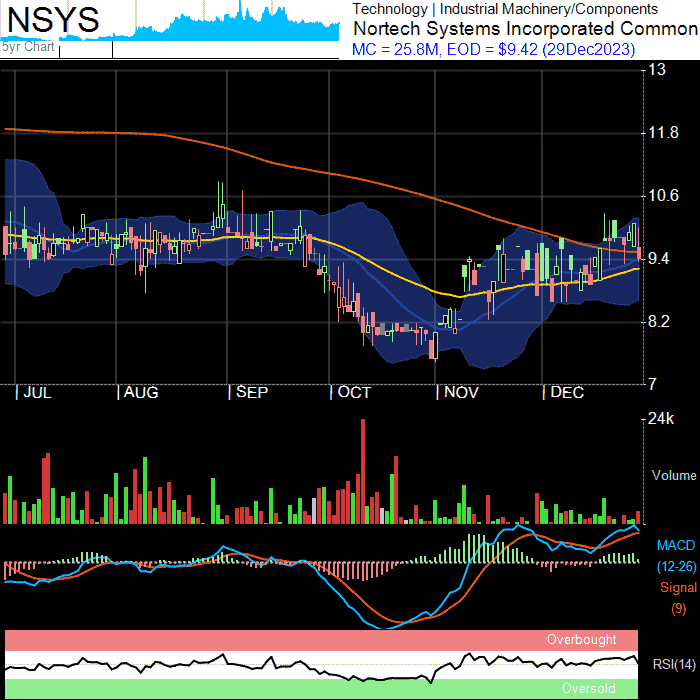 NSYS
5yr Chart
Technology | Industrial Machinery/Components
Nortech Systems Incorporated Common
MC = 25.8M, EOD = $9.42 (29Dec2023)
13
11.8
10.6
9.4
8.2
7
JUL AUG SEP OCT NOV DEC
24k
Volume
MACD
(12-26)
Signal
(9)
Overbought
RSI(14)
Oversold